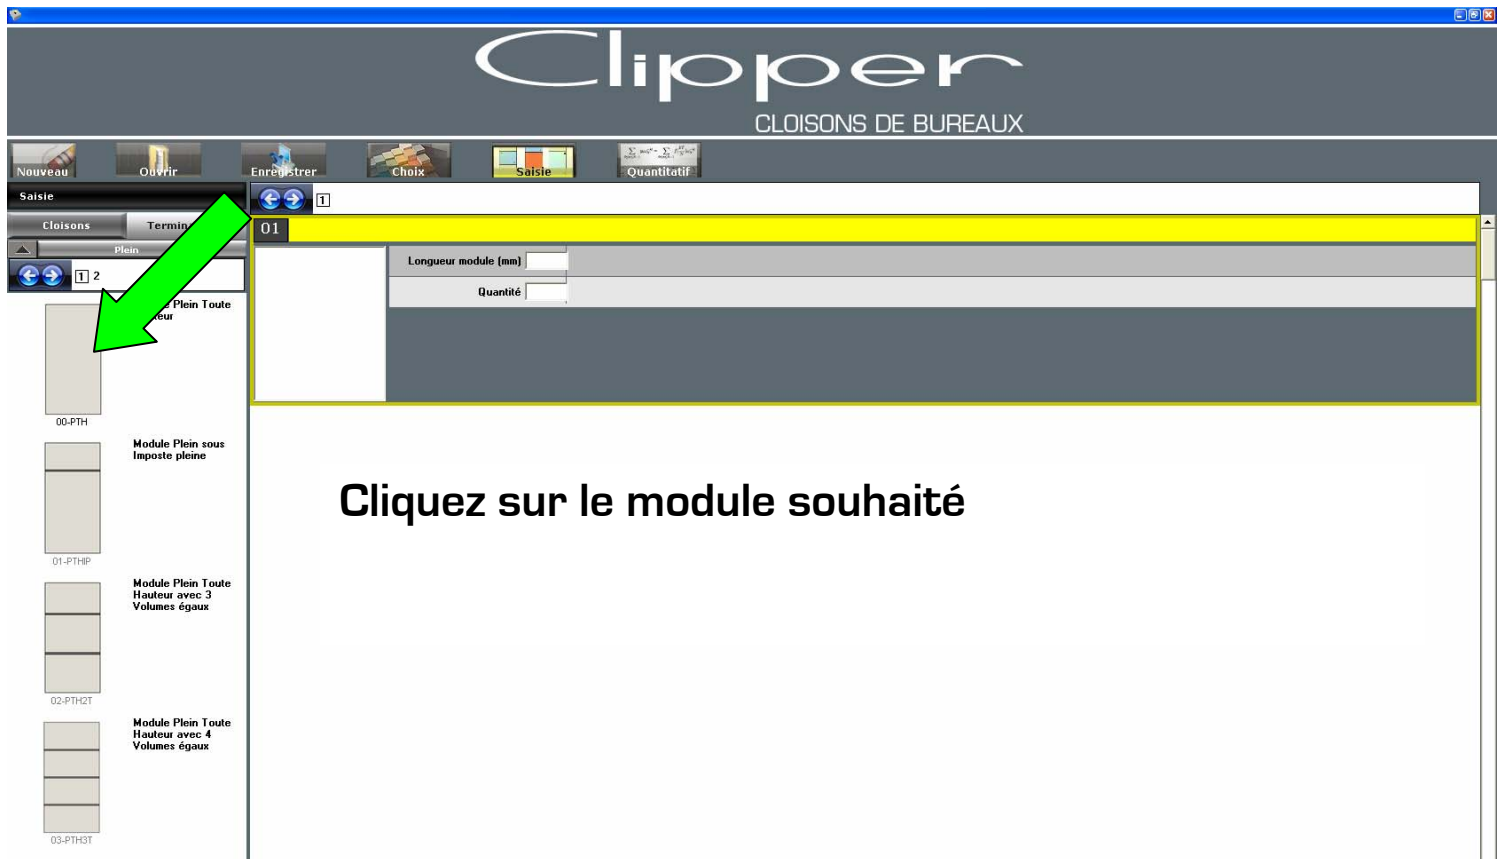 Clipper
CLOISONS DE BUREAUX
Nouveau
Ouvrir
Enregistrer
Choix
Saisie
Quantitatif
Saisie
1
Cloisons
01
Plein
Longueur module (mm)
1 2
Quantité
Plein Toute
00-PTH
Module Plein sous
Imposte pleine
Cliquez sur le module souhaité
01-PTHIP
Module Plein Toute
Hauteur avec 3
Volumes égaux
02-PTH2T
Module Plein Toute
Hauteur avec 4
Volumes égaux
03-PTH3T